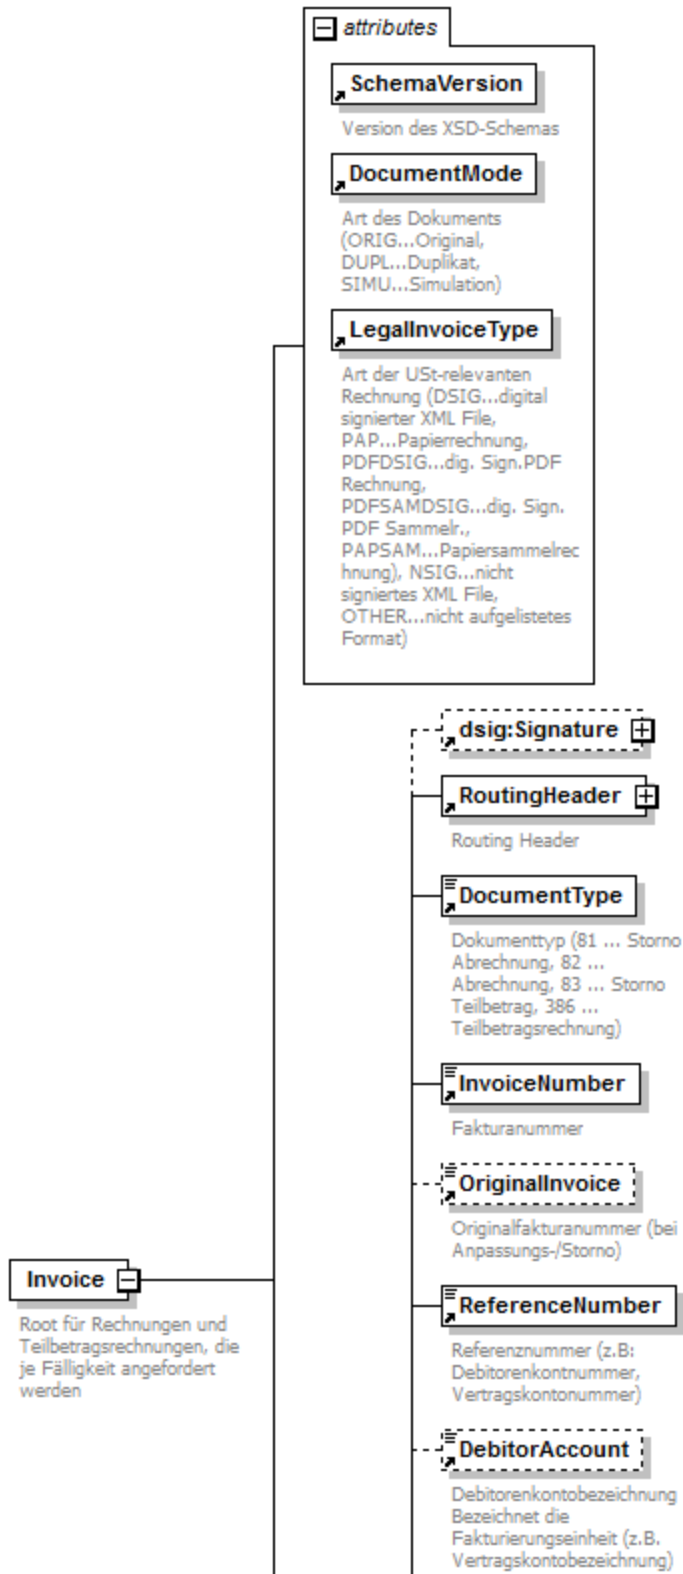 attributes
SchemaVersion
Version des XSD-Schemas
DocumentMode
Art des Dokuments
(ORIG...Original,
DUPL...Duplikat,
SIMU...Simulation)
LegalInvoiceType
Art der USt-relevanten
Rechnung (DSIG...digital
signierter XML File,
PAP...Papierrechnung,
PDFDSIG...dig. Sign.PDF
Rechnung,
PDFSAMDSIG...dig. Sign.
PDF Sammelr.,
PAPSAM...Papiersammelrec
hnung), NSIG...nicht
signiertes XML File,
OTHER...nicht aufgelistetes
Format)
dsig:Signature
RoutingHeader
Routing Header
DocumentType
Dokumenttyp (81 ... Storno
Abrechnung, 82 ...
Abrechnung, 83 ... Storno
Teilbetrag, 386 ...
Teilbetragsrechnung)
InvoiceNumber
Fakturanummer
OriginalInvoice
Originalfakturanummer (bei
Anpassungs-/Storno)
Invoice
Root für Rechnungen und
Teilbetragsrechnungen, die
je Fälligkeit angefordert
werden
ReferenceNumber
Referenznummer (z.B:
Debitorenkontnummer,
Vertragskontonummer)
DebitorAccount
Debitorenkontobezeichnung
Bezeichnet die
Fakturierungseinheit (z.B.
Vertragskontobezeichnung)